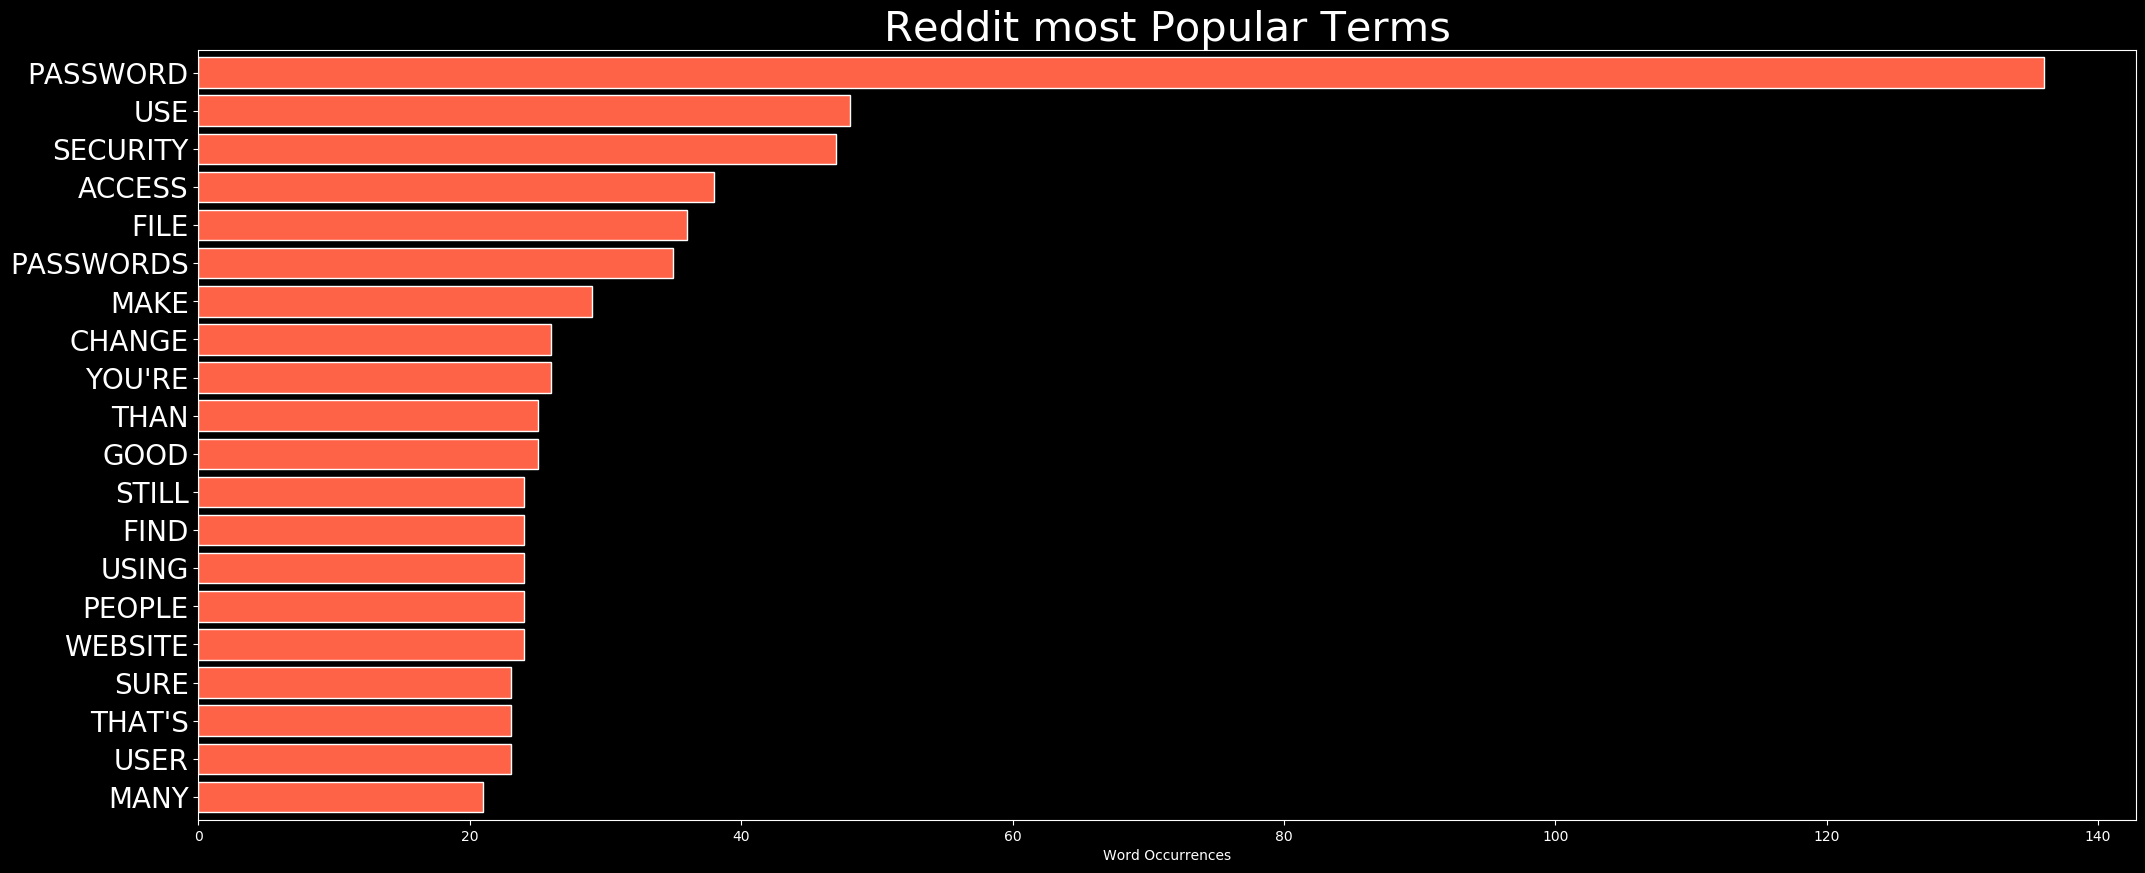 Reddit most Popular Terms
PASSWORD
USE
SECURITY
ACCESS
FILE
PASSWORDS
MAKE
CHANGE
YOU'RE
THAN
GOOD
STILL
FIND
USING
PEOPLE
WEBSITE
SURE
THAT'S
USER
MANY
0 20 40 60 80 100 120 140
Word Occurrences